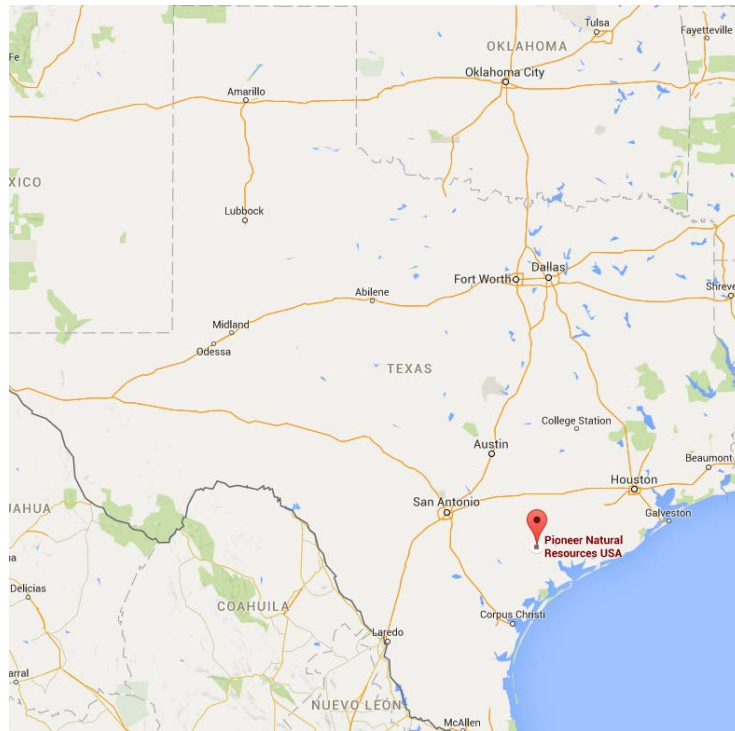 Tulsa
Fayetteville
OKLAHOMA
Fe
Oklahoma City
Amarillo
XICO
Lubbock
Dallas
Fort Worth
Shreve
Abilene
Midland
Odessa
TEXAS
College Station
Austin
Beaumont
Houston
San Antonio
UAHUA
Galveston
Pioneer Natural
Resources USA
na
Delicias
COAHUILA
Corpus Christi
Laredo
arral
NUEVO LEÓN
McAllen